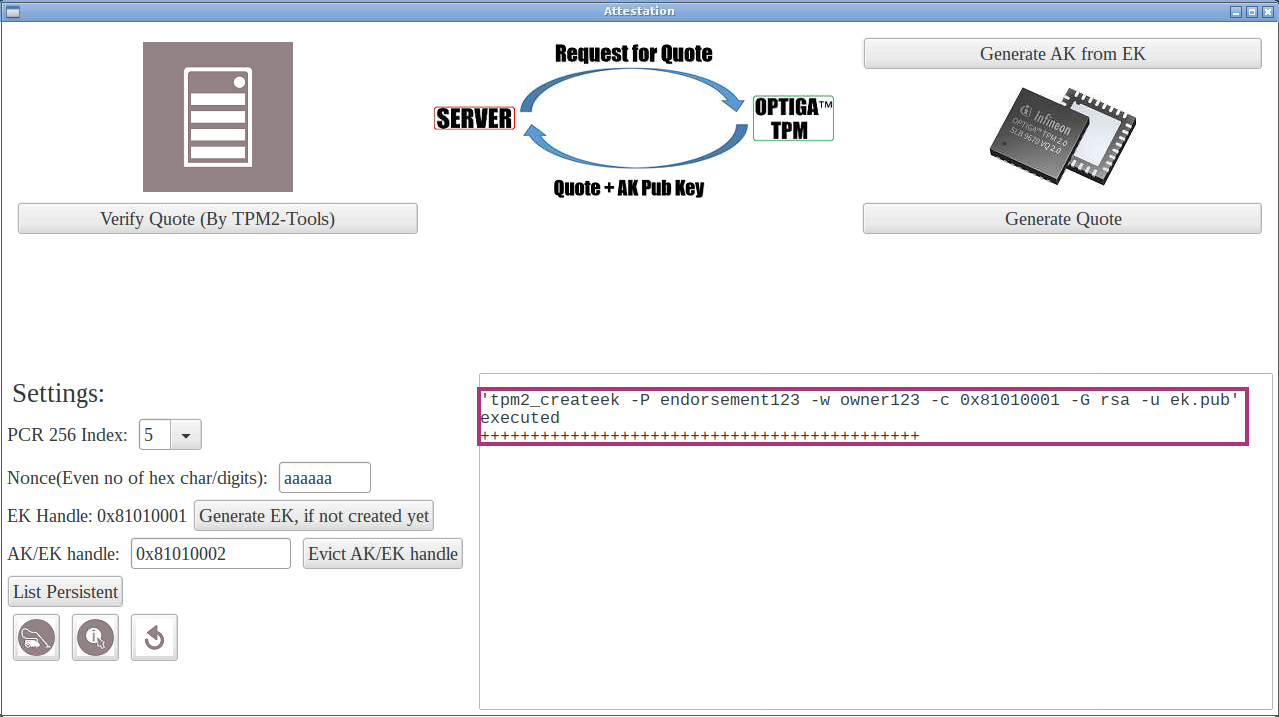 Attestation
Request for Quote
SERVER
OPTIGA™
TPM
Quote + AK Pub Key
Generate AK from EK
Infineon
OPTIGA™ TPM 2.0
SLB 9670 VQ 2.0
Verify Quote (By TPM2-Tools)
Generate Quote
Settings:
PCR 256 Index: 5
Nonce(Even no of hex char/digits): aaaaaa
EK Handle: 0x81010001 Generate EK, if not created yet
AK/EK handle: 0x81010002 Evict AK/EK handle
List Persistent
'tpm2_createek -P endorsement123 -w owner123 -c 0x81010001 -G rsa -u ek.pub'
executed
++++++++++++++++++++++++++++++++++++++++++++